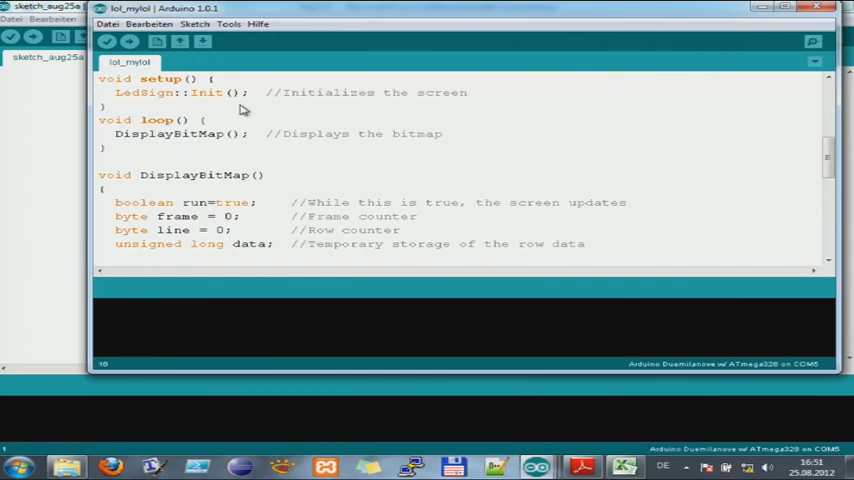 sketch_aug25a
lol_mylol | Arduino 1.0.1
Datei Bearbeiten
Datei Bearbeiten Sketch Tools Hilfe
sketch_aug25a
lol_mylol
void setup() {
LedSign::Init(); //Initializes the screen
}
void loop() {
DisplayBitMap(); //Displays the bitmap
}
void DisplayBitMap()
{
boolean run=true; //While this is true, the screen updates
byte frame = 0; //Frame counter
byte line = 0; //Row counter
unsigned long data; //Temporary storage of the row data
16
Arduino Duemilanove w/ ATmega328 on COM5
1
Arduino Duemilanove w/ ATmega328 on COM5
DE
16:51
25.08.2012